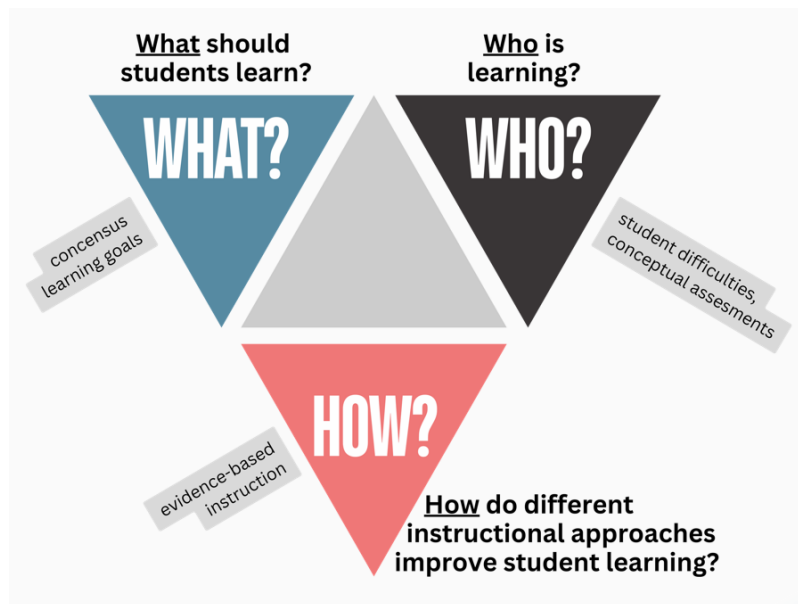 What should
students learn?
Who is
learning?
WHAT?
WHO?
concensus
learning goals
student difficulties,
conceptual assesments
HOW?
evidence-based
instruction
How do different
instructional approaches
improve student learning?